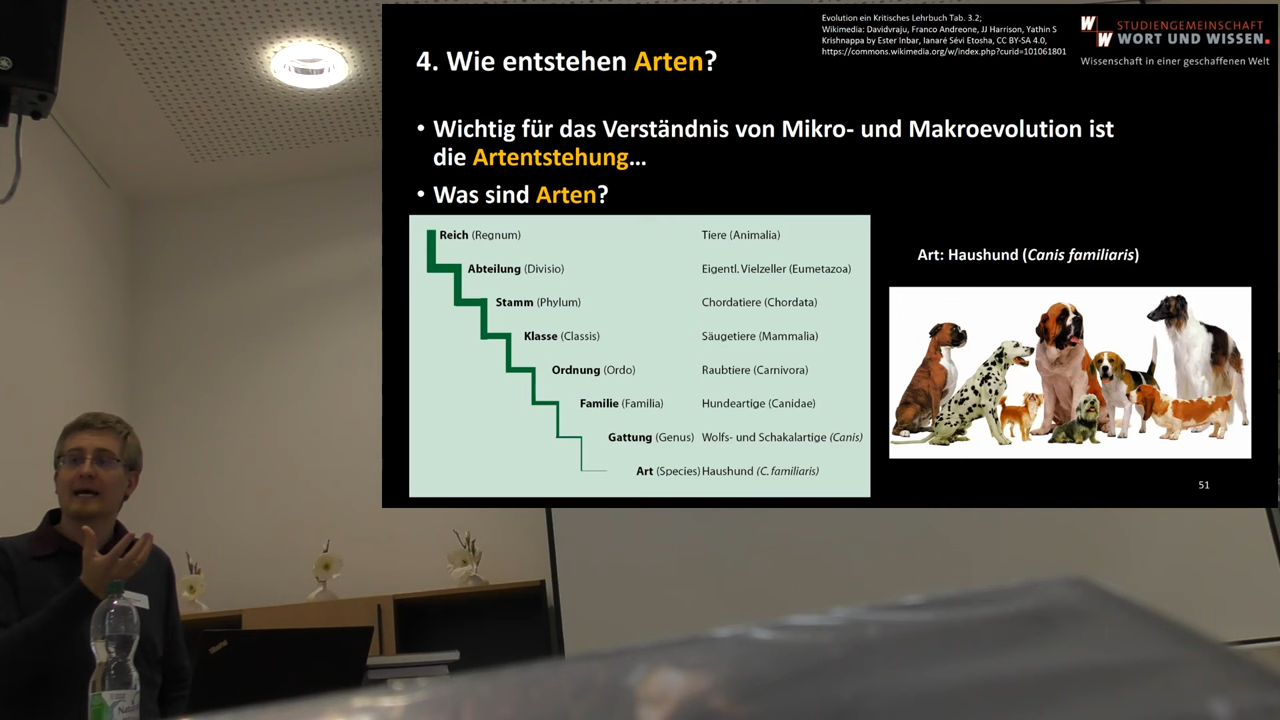 Evolution ein Kritisches Lehrbuch Tab. 3.2;
Wikimedia: Davidvraju, Franco Andreone, JJ Harrison, Yathin S
Krishnappa by Ester Inbar, Ianaré Sévi Etosha, CC BY-SA 4.0,
https://commons.wikimedia.org/w/index.php?curid=101061801
W W STUDIENGEMEINSCHAFT
WORT UND WISSEN.
Wissenschaft in einer geschaffenen Welt
4. Wie entstehen Arten?
• Wichtig für das Verständnis von Mikro- und Makroevolution ist
die Artentstehung...
• Was sind Arten?
Reich (Regnum) Tiere (Animalia)
Abteilung (Divisio) Eigentl. Vielzeller (Eumetazoa)
Stamm (Phylum) Chordatiere (Chordata)
Klasse (Classis) Säugetiere (Mammalia)
Ordnung (Ordo) Raubtiere (Carnivora)
Familie (Familia) Hundeartige (Canidae)
Gattung (Genus) Wolfs- und Schakalartige (Canis)
Art (Species) Haushund (C. familiaris)
Art: Haushund (Canis familiaris)
51